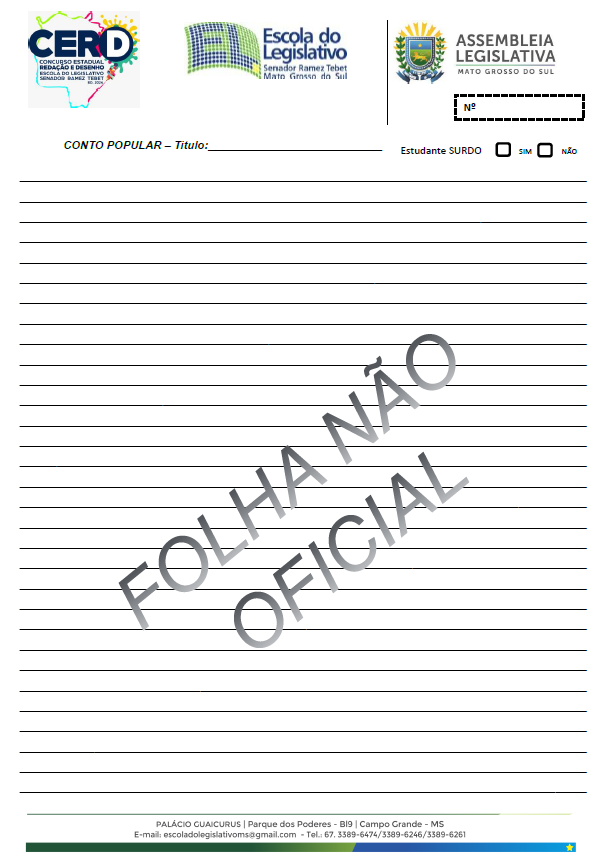 CERD
CONCURSO ESTADUAL
REDAÇÃO E DESENHO
ESCOLA DO LEGISLATIVO
SENADOR RAMEZ TEBET
Escola do
Legislativo
Senador Ramez Tebet
Mato Grosso do Sul
ASSEMBLEIA
LEGISLATIVA
MATO GROSSO DO SUL
Nº
CONTO POPULAR – Titulo:
Estudante SURDO SIM NÃO
FOLHA NÃO
OFICIAL
PALÁCIO GUAICURUS | Parque dos Poderes - Bl9 | Campo Grande - MS
E-mail: escoladolegislativoms@gmail.com - Tel.: 67. 3389-6474/3389-6246/3389-6261